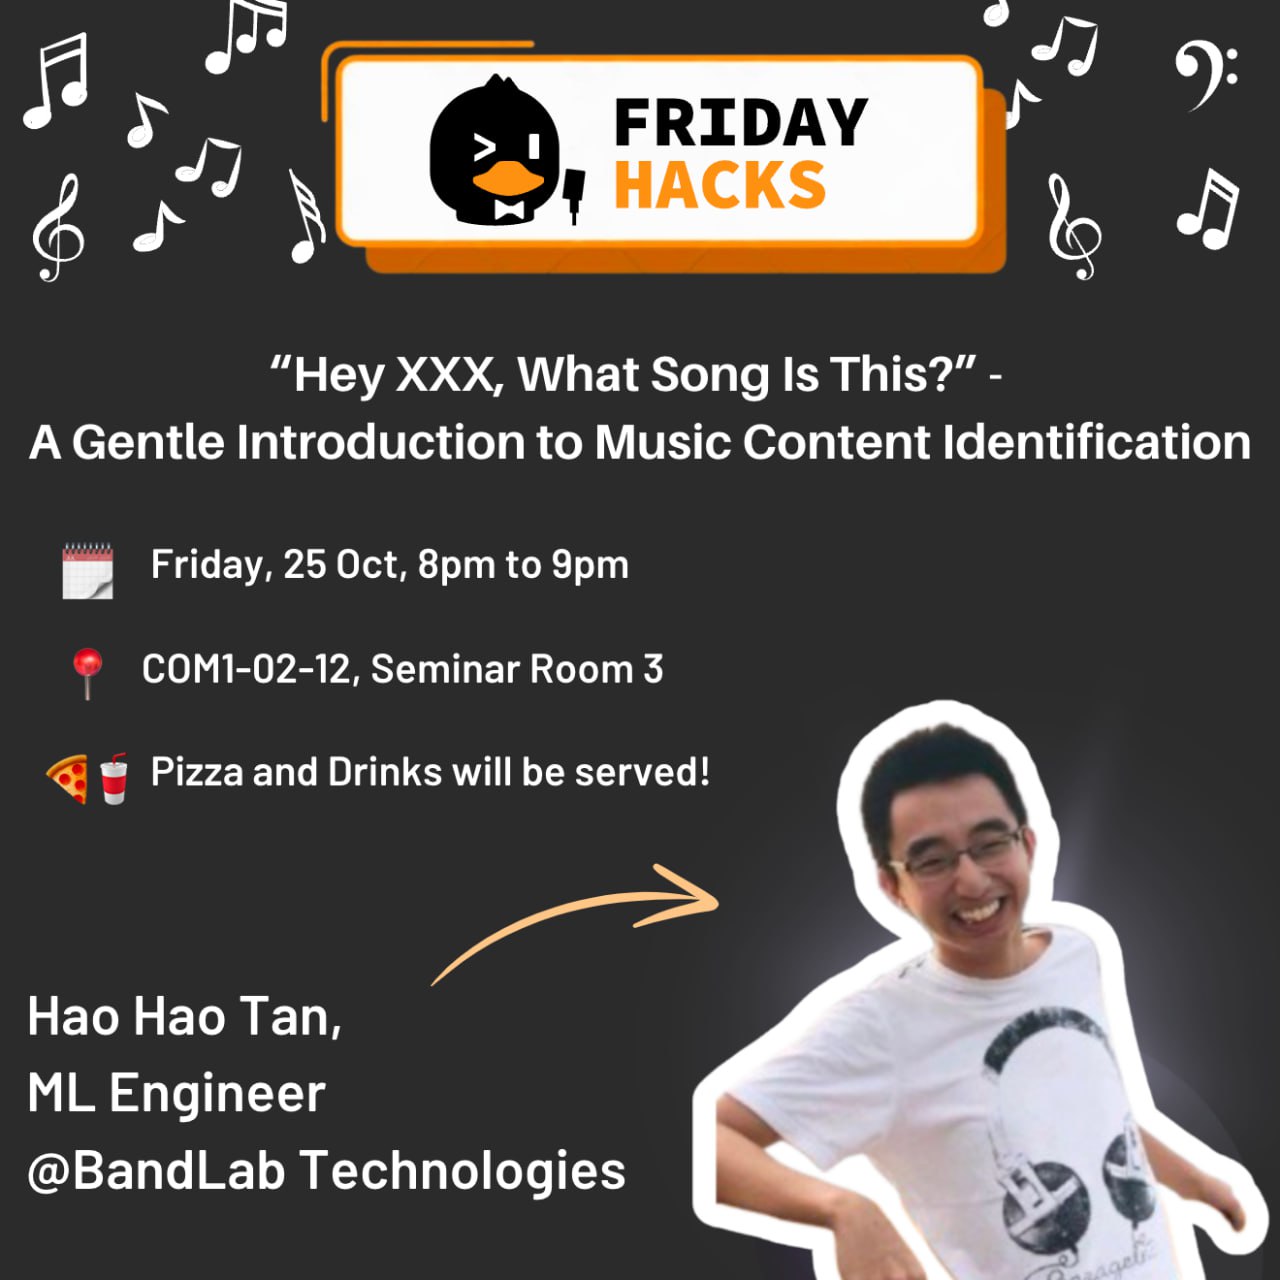 FRIDAY
HACKS
“Hey XXX, What Song Is This?” -
A Gentle Introduction to Music Content Identification
Friday, 25 Oct, 8pm to 9pm
COM1-02-12, Seminar Room 3
Pizza and Drinks will be served!
Hao Hao Tan,
ML Engineer
@BandLab Technologies